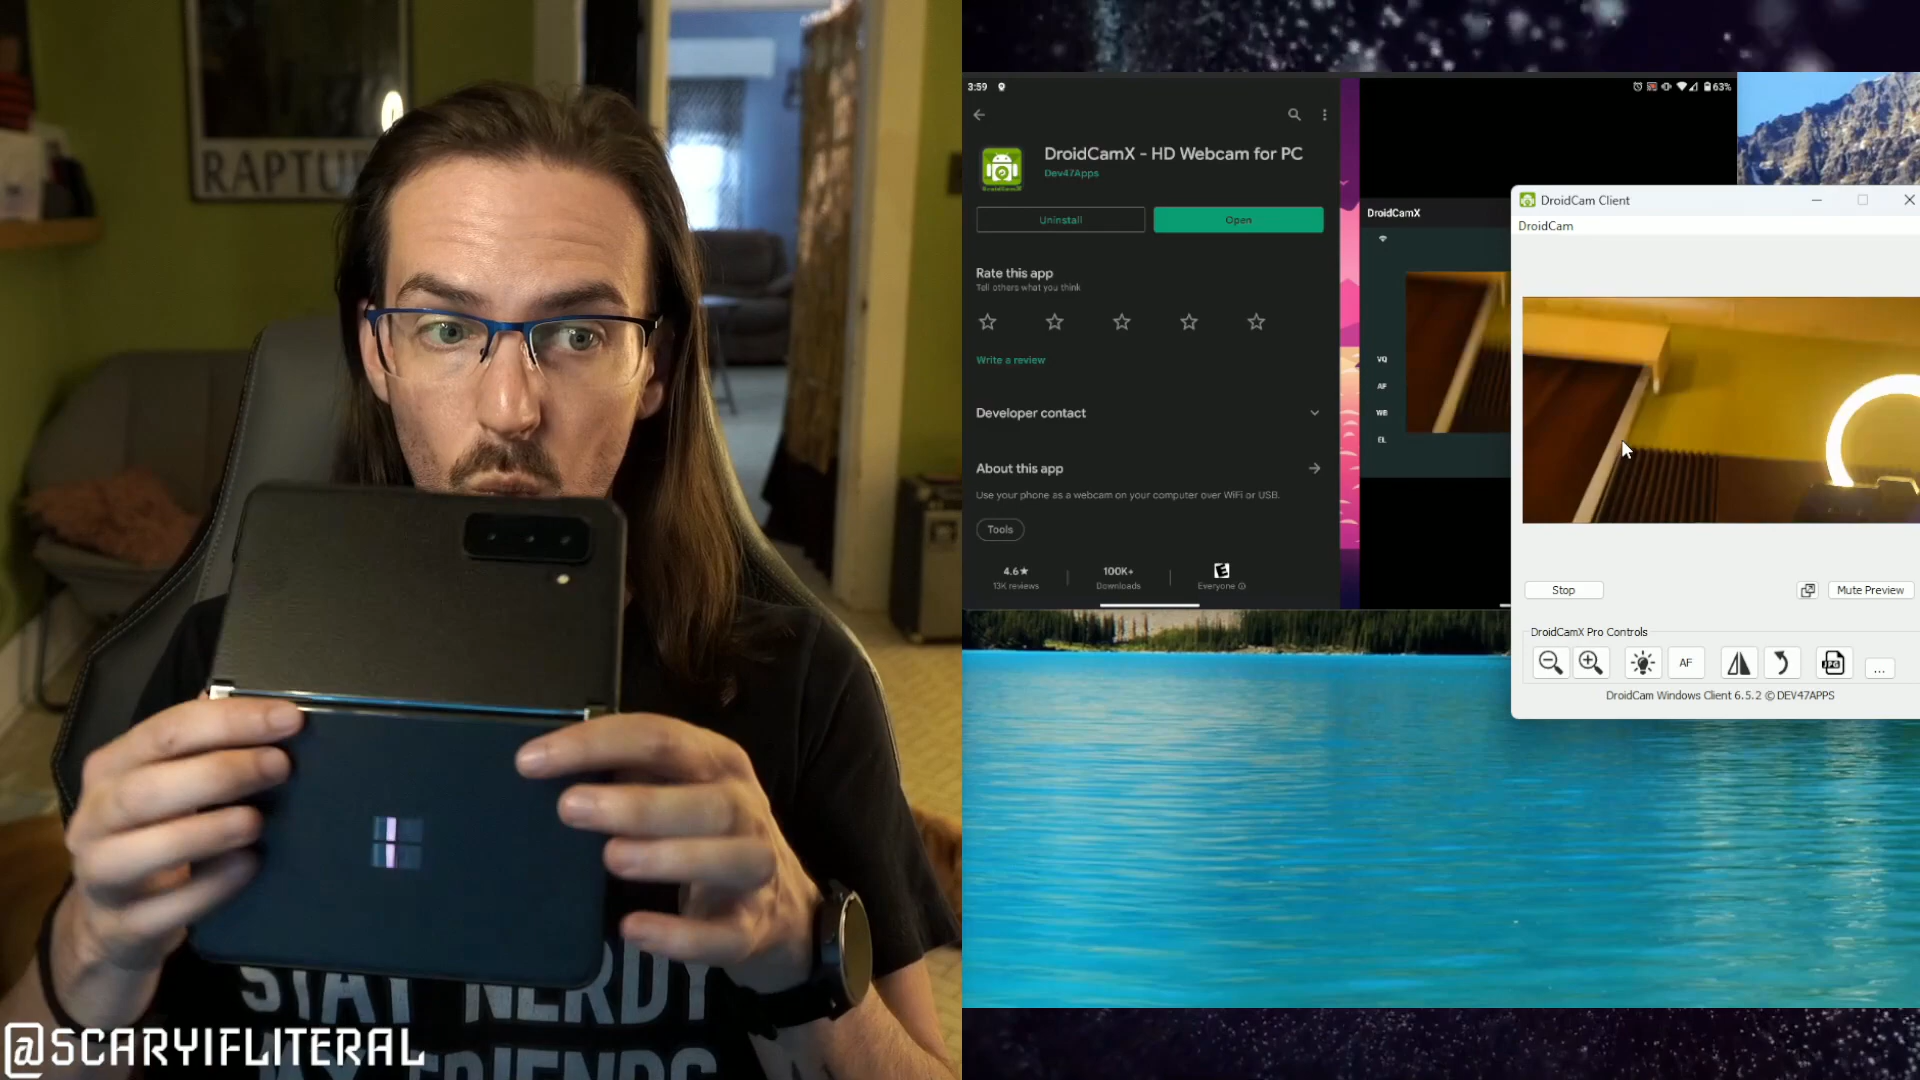 RAPTU
STAY NERDY
MY FRIENDS
@SCARYIFLITERAL
3:59
63%
DroidCamX - HD Webcam for PC
Dev47Apps
Uninstall
Open
Rate this app
Tell others what you think
Write a review
Developer contact
About this app
Use your phone as a webcam on your computer over WiFi or USB.
Tools
4.6★
13K reviews
100K+
Downloads
E
Everyone
DroidCamX
VQ
AF
WB
EL
DroidCam Client
DroidCam
Stop
Mute Preview
DroidCamX Pro Controls
AF
JPG
...
DroidCam Windows Client 6.5.2 © DEV47APPS